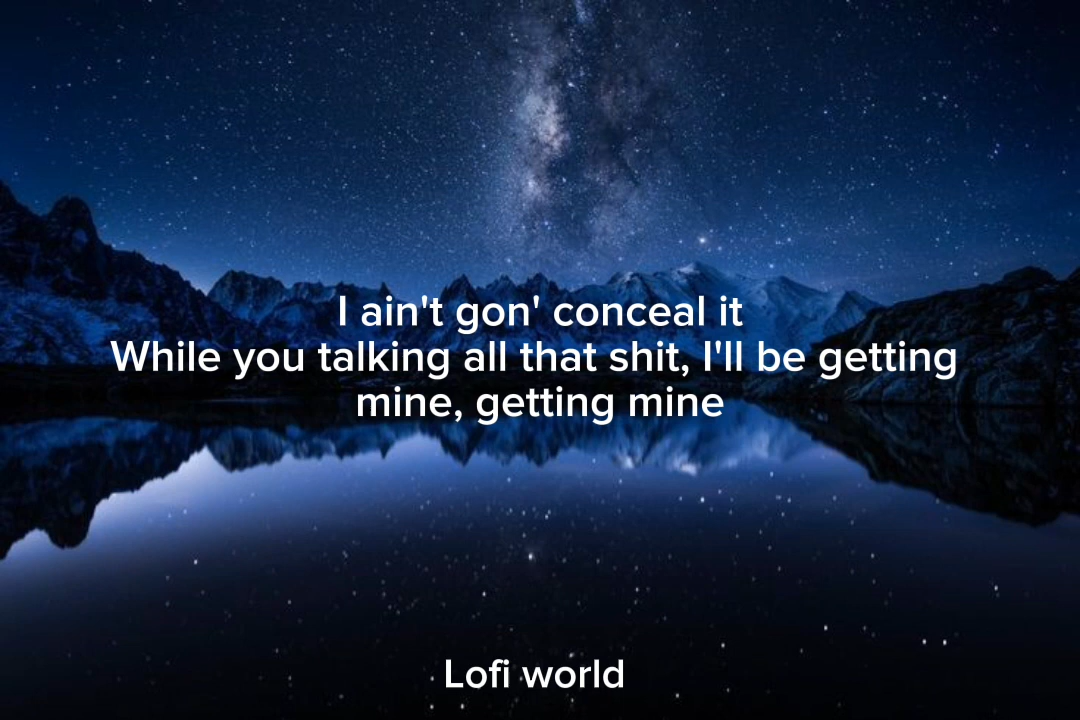 I ain't gon' conceal it
While you talking all that shit, I'll be getting
mine, getting mine
Lofi world